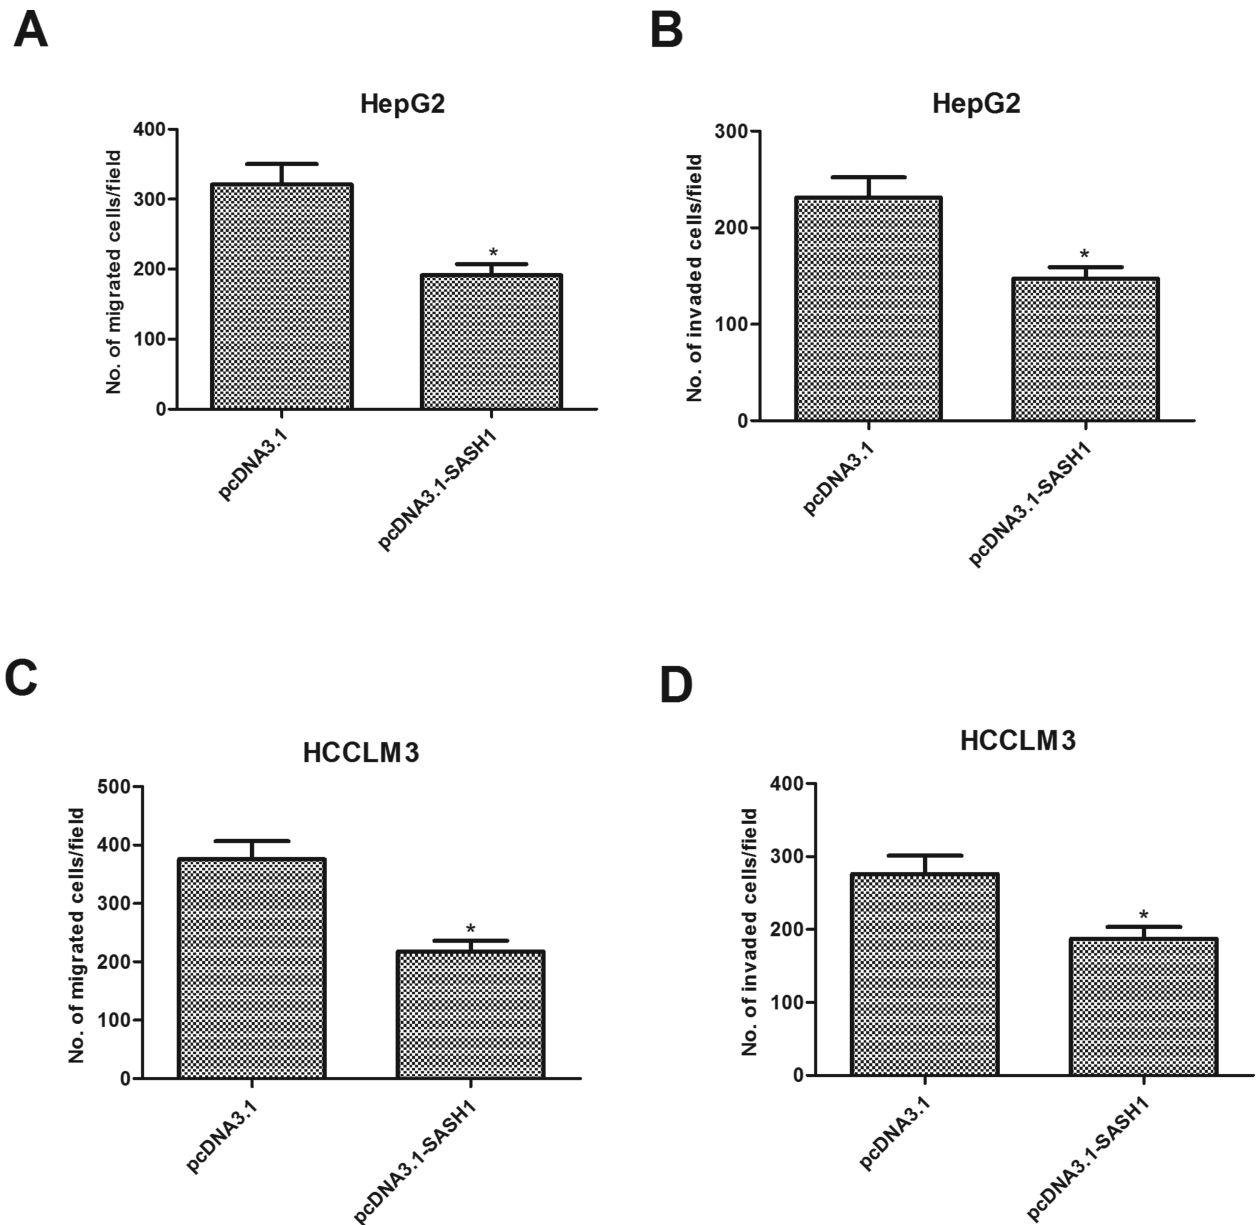 A
HepG2
No. of migrated cells/field
400
300
200
100
0
*
pcDNA3.1
pcDNA3.1-SASH1
B
HepG2
No. of invaded cells/field
300
200
100
0
*
pcDNA3.1
pcDNA3.1-SASH1
C
HCCLM3
No. of migrated cells/field
500
400
300
200
100
0
*
pcDNA3.1
pcDNA3.1-SASH1
D
HCCLM3
No. of invaded cells/field
400
300
200
100
0
*
pcDNA3.1
pcDNA3.1-SASH1